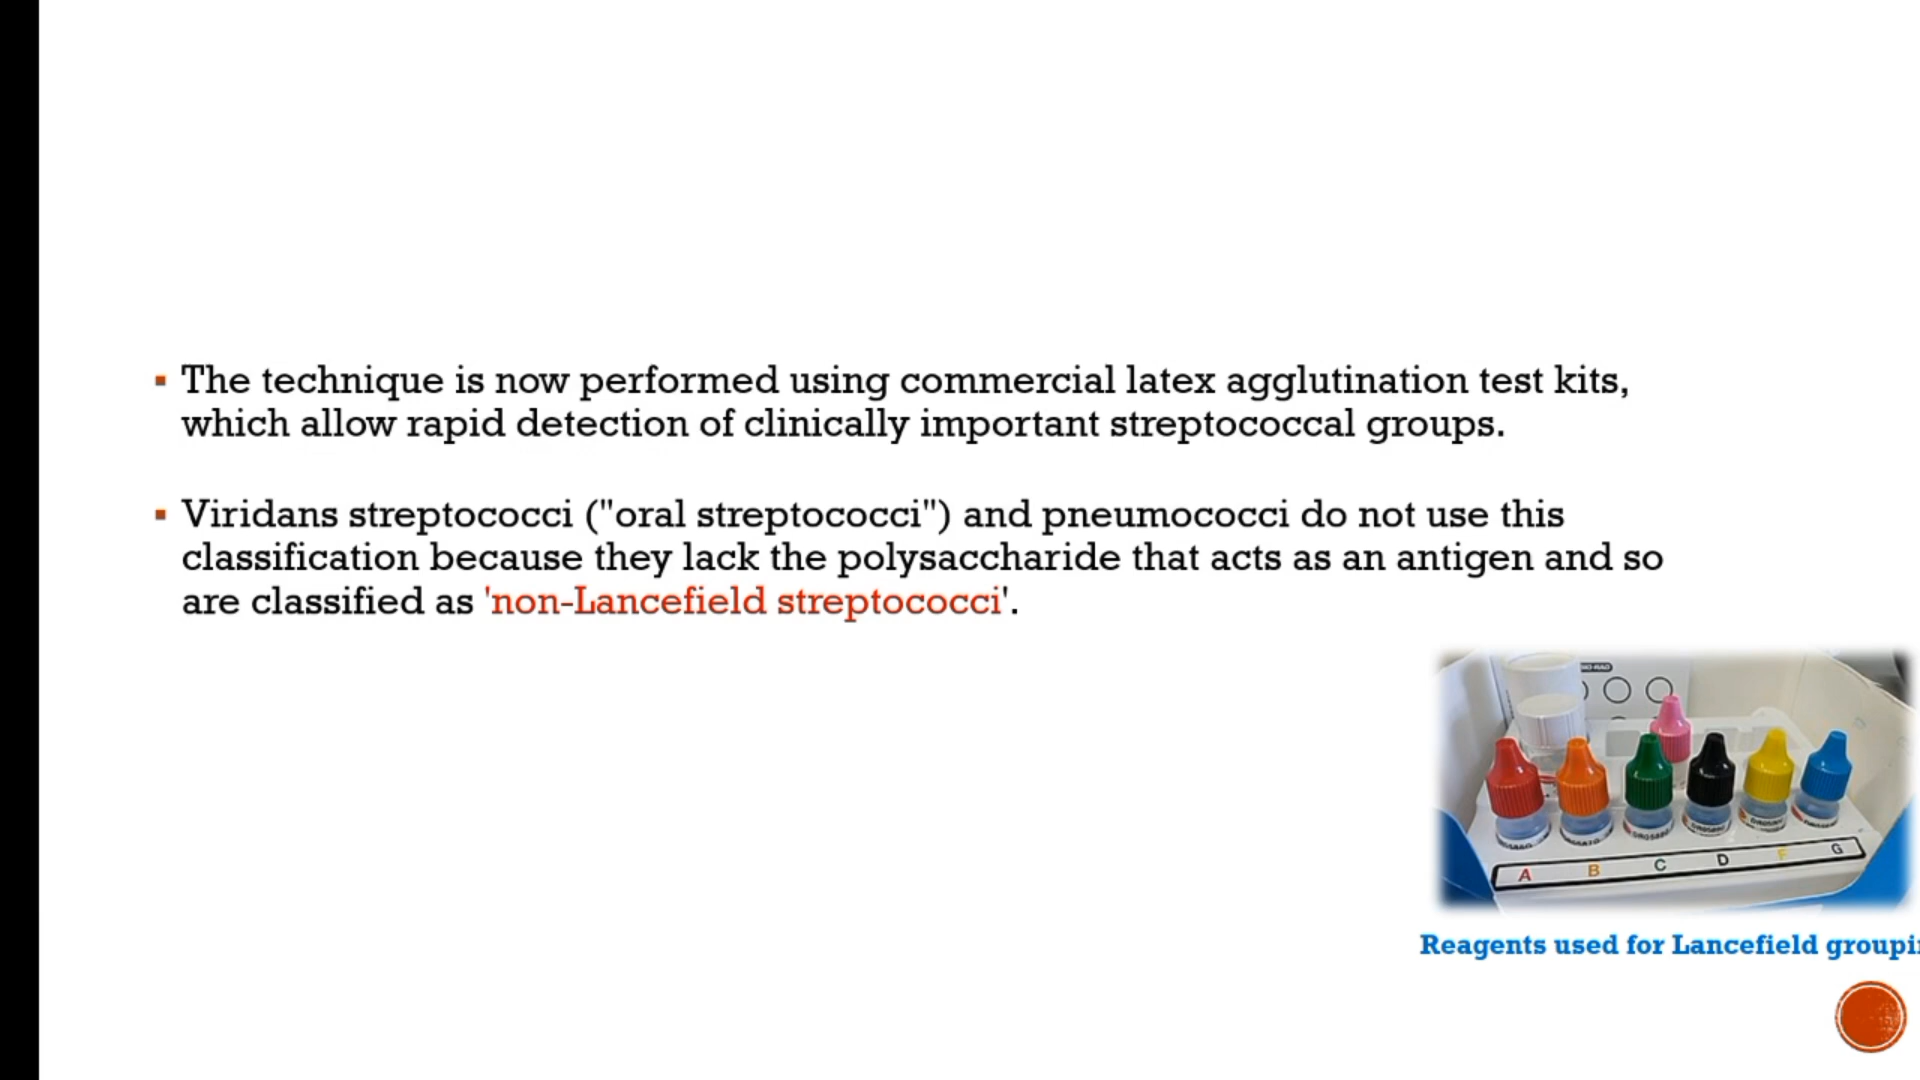 The technique is now performed using commercial latex agglutination test kits,
which allow rapid detection of clinically important streptococcal groups.
Viridans streptococci ("oral streptococci") and pneumococci do not use this
classification because they lack the polysaccharide that acts as an antigen and so
are classified as 'non-Lancefield streptococci'.
BIO-RAD
A B C D F G
Reagents used for Lancefield